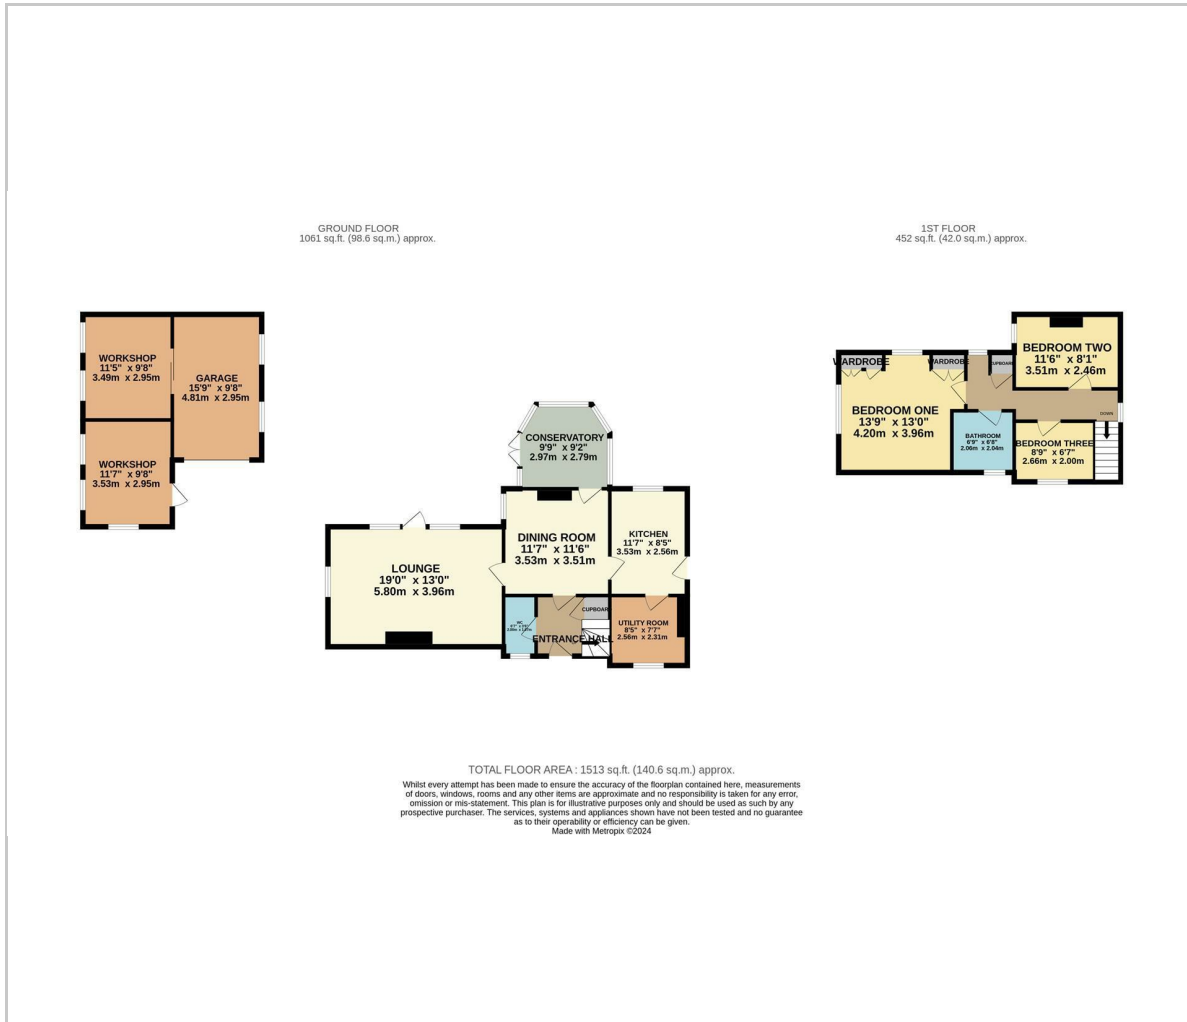 GROUND FLOOR
1061 sq.ft. (98.6 sq.m.) approx.
1ST FLOOR
452 sq.ft. (42.0 sq.m.) approx.
WORKSHOP
11'5" x 9'8"
3.49m x 2.95m
GARAGE
15'9" x 9'8"
4.81m x 2.95m
WORKSHOP
11'7" x 9'8"
3.53m x 2.95m
CONSERVATORY
9'9" x 9'2"
2.97m x 2.79m
DINING ROOM
11'7" x 11'6"
3.53m x 3.51m
KITCHEN
11'7" x 8'5"
3.53m x 2.56m
LOUNGE
19'0" x 13'0"
5.80m x 3.96m
WC
ENTRANCE HALL
CUPBOAR
UTILITY ROOM
8'5" x 7'7"
2.56m x 2.31m
WARDROBE
WARDROBE
CUPBOARD
BEDROOM TWO
11'6" x 8'1"
3.51m x 2.46m
BEDROOM ONE
13'9" x 13'0"
4.20m x 3.96m
DOWN
BATHROOM
6'9" x 6'8"
2.06m x 2.04m
BEDROOM THREE
8'9" x 6'7"
2.66m x 2.00m
TOTAL FLOOR AREA : 1513 sq.ft. (140.6 sq.m.) approx.
Whilst every attempt has been made to ensure the accuracy of the floorplan contained here, measurements
of doors, windows, rooms and any other items are approximate and no responsibility is taken for any error,
omission or mis-statement. This plan is for illustrative purposes only and should be used as such by any
prospective purchaser. The services, systems and appliances shown have not been tested and no guarantee
as to their operability or efficiency can be given.
Made with Metropix ©2024